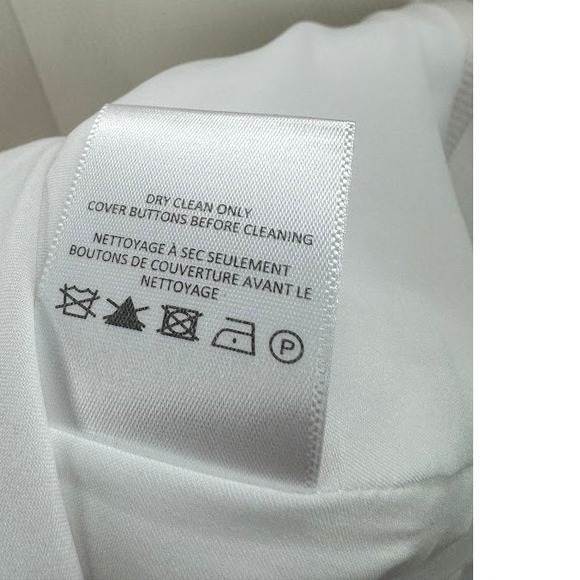 DRY CLEAN ONLY
COVER BUTTONS BEFORE CLEANING
NETTOYAGE À SEC SEULEMENT
BOUTONS DE COUVERTURE AVANT LE
NETTOYAGE
P